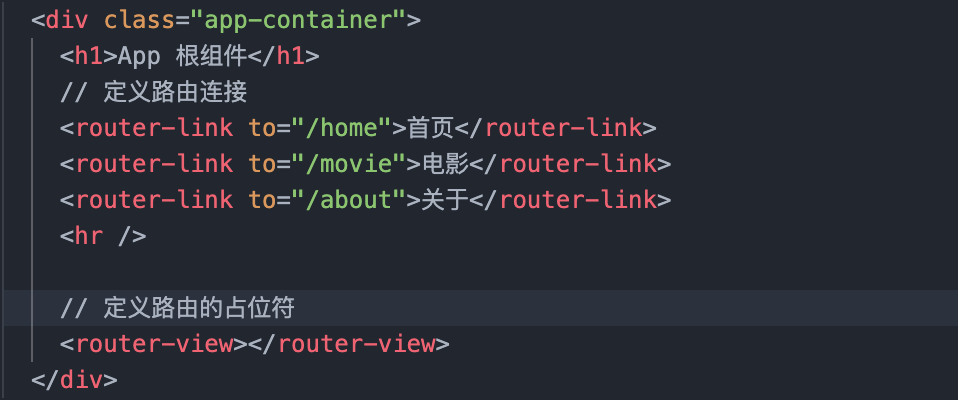 <div class="app-container">
<h1>App 根组件</h1>
// 定义路由连接
<router-link to="/home">首页</router-link>
<router-link to="/movie">电影</router-link>
<router-link to="/about">关于</router-link>
<hr />
// 定义路由的占位符
<router-view></router-view>
</div>